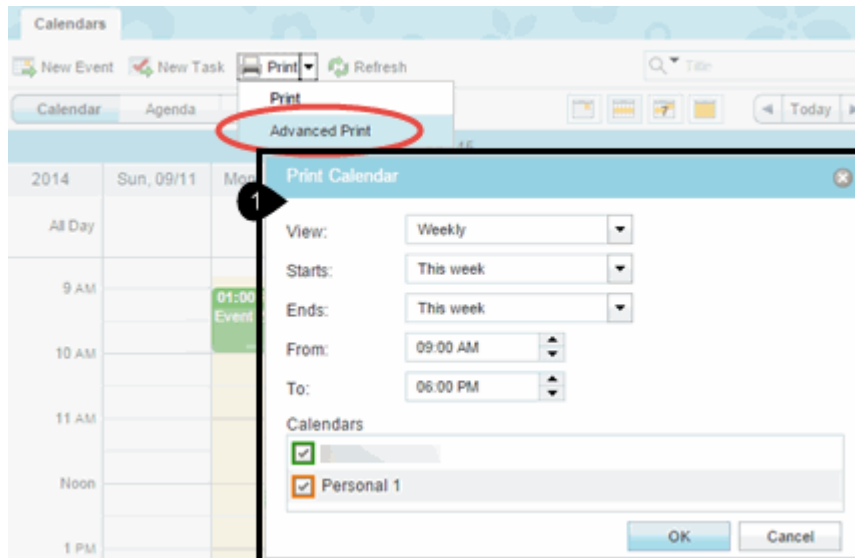 Calendars
New Event New Task Print Refresh Title
Calendar Agenda Print 7 Today
Advanced Print
2014 Sun, 09/11 Mon Print Calendar
1
All Day View: Weekly
Starts: This week
9 AM 01:00 Ends: This week
Event
10 AM From: 09:00 AM
To: 06:00 PM
11 AM Calendars
Noon Personal 1
OK Cancel
1 PM